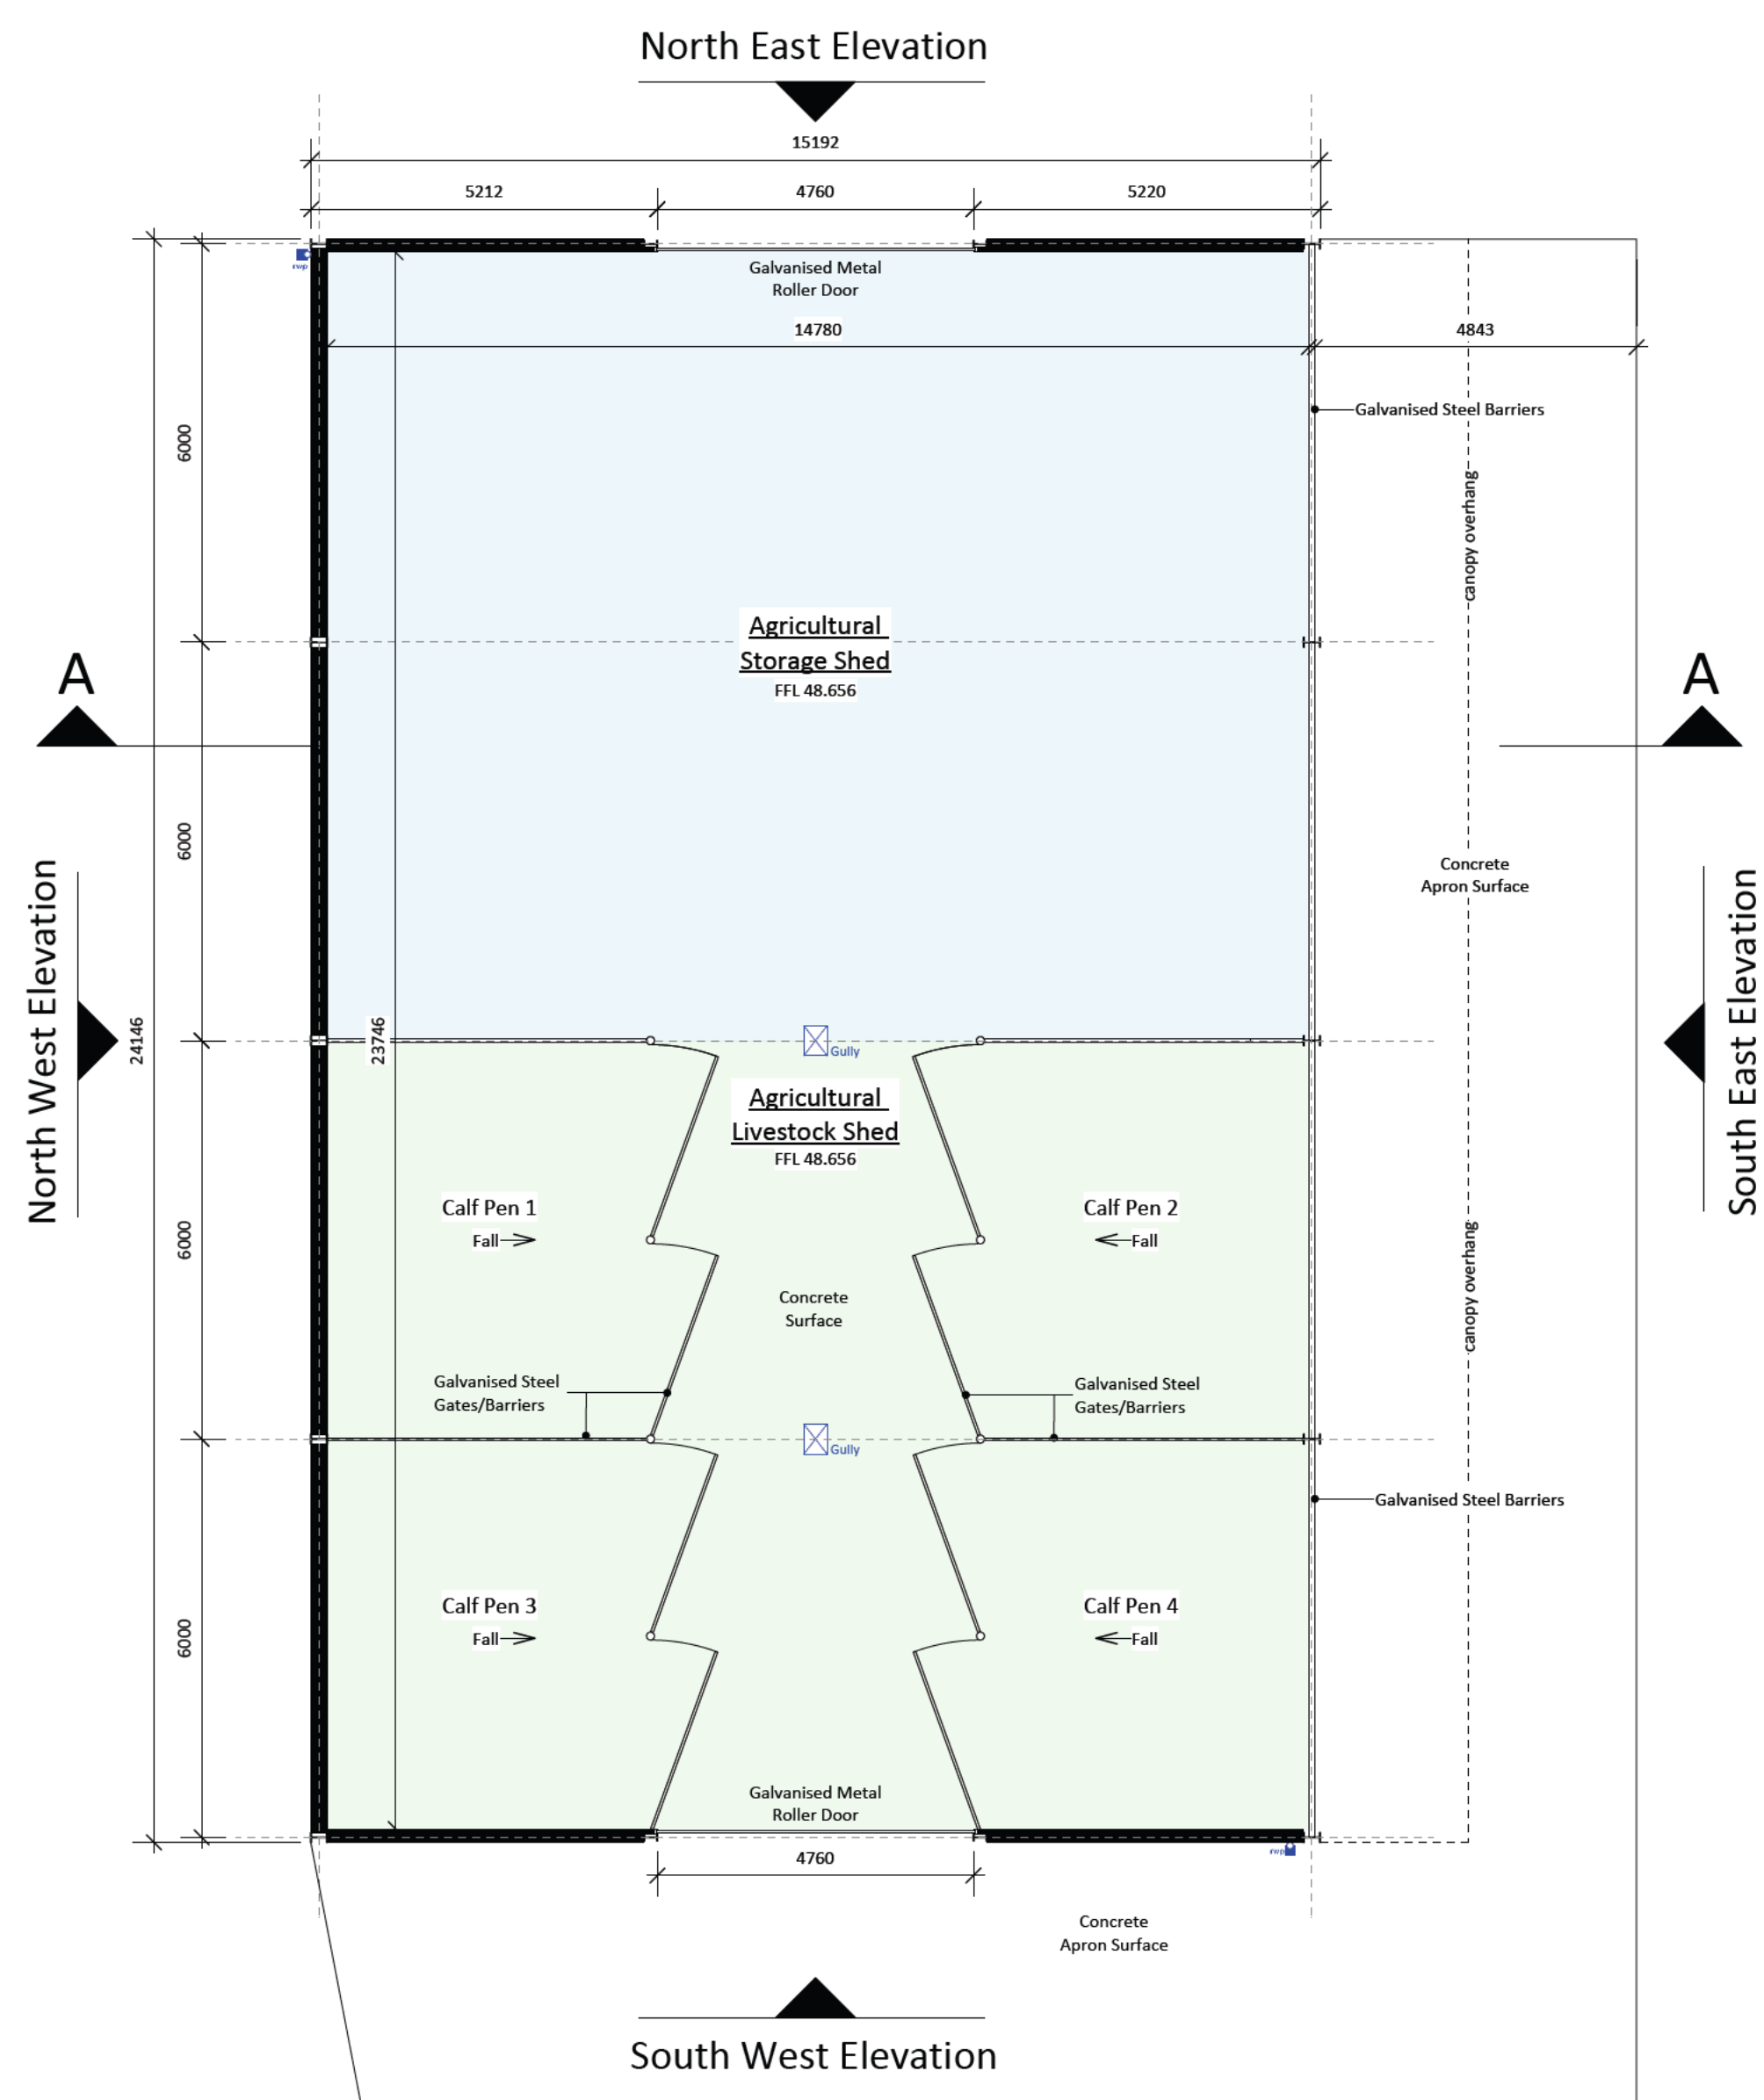 North East Elevation
15192
5212
4760
5220
rwp
Galvanised Metal
Roller Door
14780
4843
Galvanised Steel Barriers
6000
canopy overhang
Agricultural
Storage Shed
FFL 48.656
A
A
6000
Concrete
Apron Surface
North West Elevation
24146
23746
South East Elevation
Gully
Agricultural
Livestock Shed
FFL 48.656
Calf Pen 1
Fall
Calf Pen 2
Fall
6000
canopy overhang
Concrete
Surface
Galvanised Steel
Gates/Barriers
Galvanised Steel
Gates/Barriers
Gully
Galvanised Steel Barriers
Calf Pen 3
Fall
Calf Pen 4
Fall
6000
Galvanised Metal
Roller Door
rwp
4760
Concrete
Apron Surface
South West Elevation